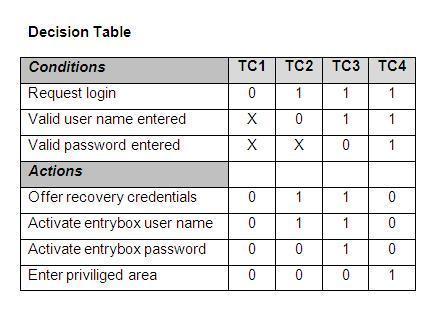 Decision Table
Conditions TC1 TC2 TC3 TC4
Request login 0 1 1 1
Valid user name entered X 0 1 1
Valid password entered X X 0 1
Actions
Offer recovery credentials 0 1 1 0
Activate entrybox user name 0 1 1 0
Activate entrybox password 0 0 1 0
Enter priviliged area 0 0 0 1